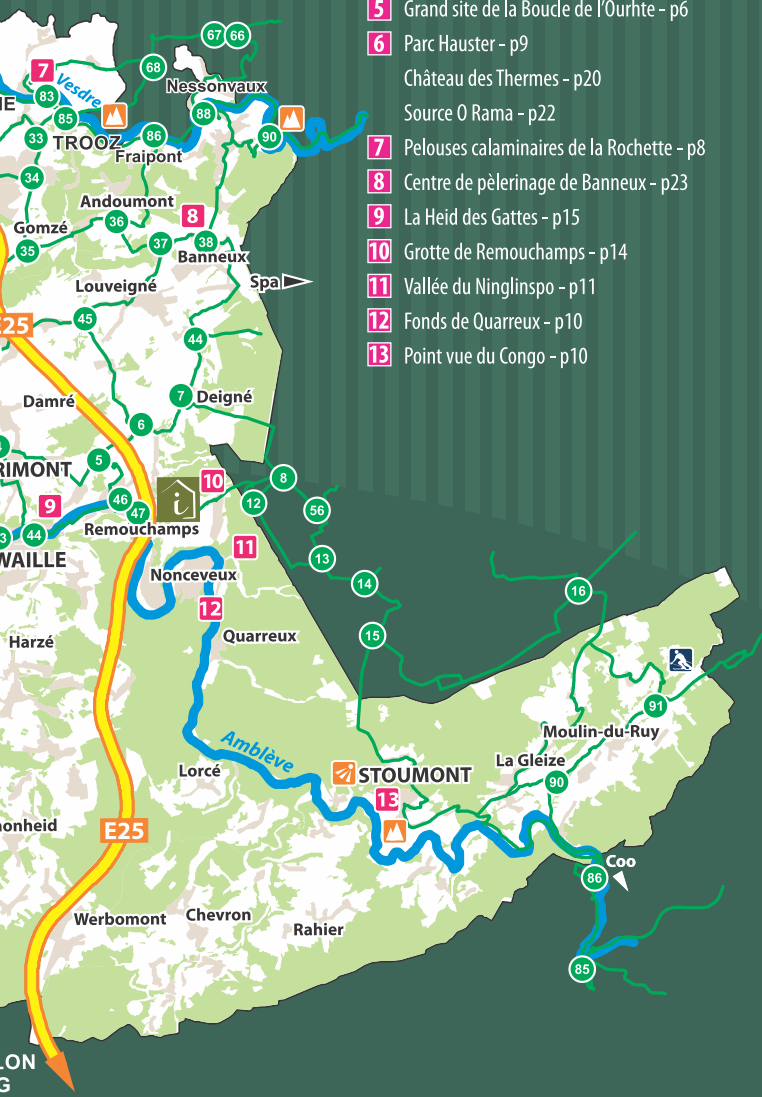 5 Grand site de la Boucle de l'Ourhte - p6
6 Parc Hauster - p9
Château des Thermes - p20
Source O Rama - p22
7 Pelouses calaminaires de la Rochette - p8
8 Centre de pèlerinage de Banneux - p23
9 La Heid des Gattes - p15
10 Grotte de Remouchamps - p14
11 Vallée du Ninglinspo - p11
12 Fonds de Quarreux - p10
13 Point vue du Congo - p10
67 66
68
7
Vesdre
Nessonvaux
83
IE
85
88
33
TROOZ
86
90
Fraipont
34
Andoumont
36
8
Gomzé
35
37
38
Banneux
Louveigné
Spa
45
E25
44
Damré
7
Deigné
6
5
RIMONT
10
8
9
46
47
12
56
Remouchamps
44
WAILLE
11
13
Nonceveux
14
16
12
Quarreux
15
Harzé
91
Moulin-du-Ruy
Amblève
La Gleize
Lorcé
STOUMONT
90
13
onheid
E25
Coo
86
Werbomont
Chevron
Rahier
85
LON
G